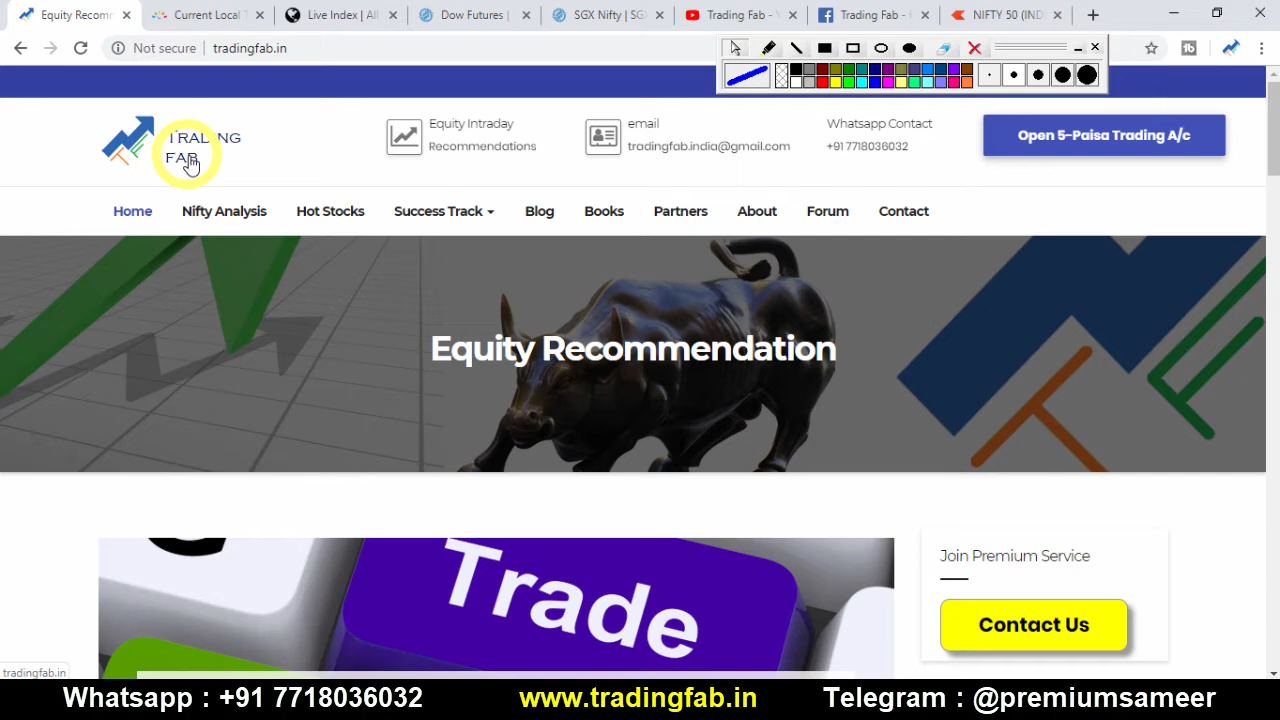 Equity Recomm
Current Local T
Live Index | All
Dow Futures |
SGX Nifty | SG
Trading Fab - Y
Trading Fab -
NIFTY 50 (IND
Not secure
tradingfab.in
TRADING
FAB
Equity Intraday
Recommendations
email
tradingfab.india@gmail.com
Whatsapp Contact
+91 7718036032
Open 5-Paisa Trading A/c
Home
Nifty Analysis
Hot Stocks
Success Track
Blog
Books
Partners
About
Forum
Contact
Equity Recommendation
Trade
Join Premium Service
Contact Us
tradingfab.in
Whatsapp : +91 7718036032
www.tradingfab.in
Telegram : @premiumsameer